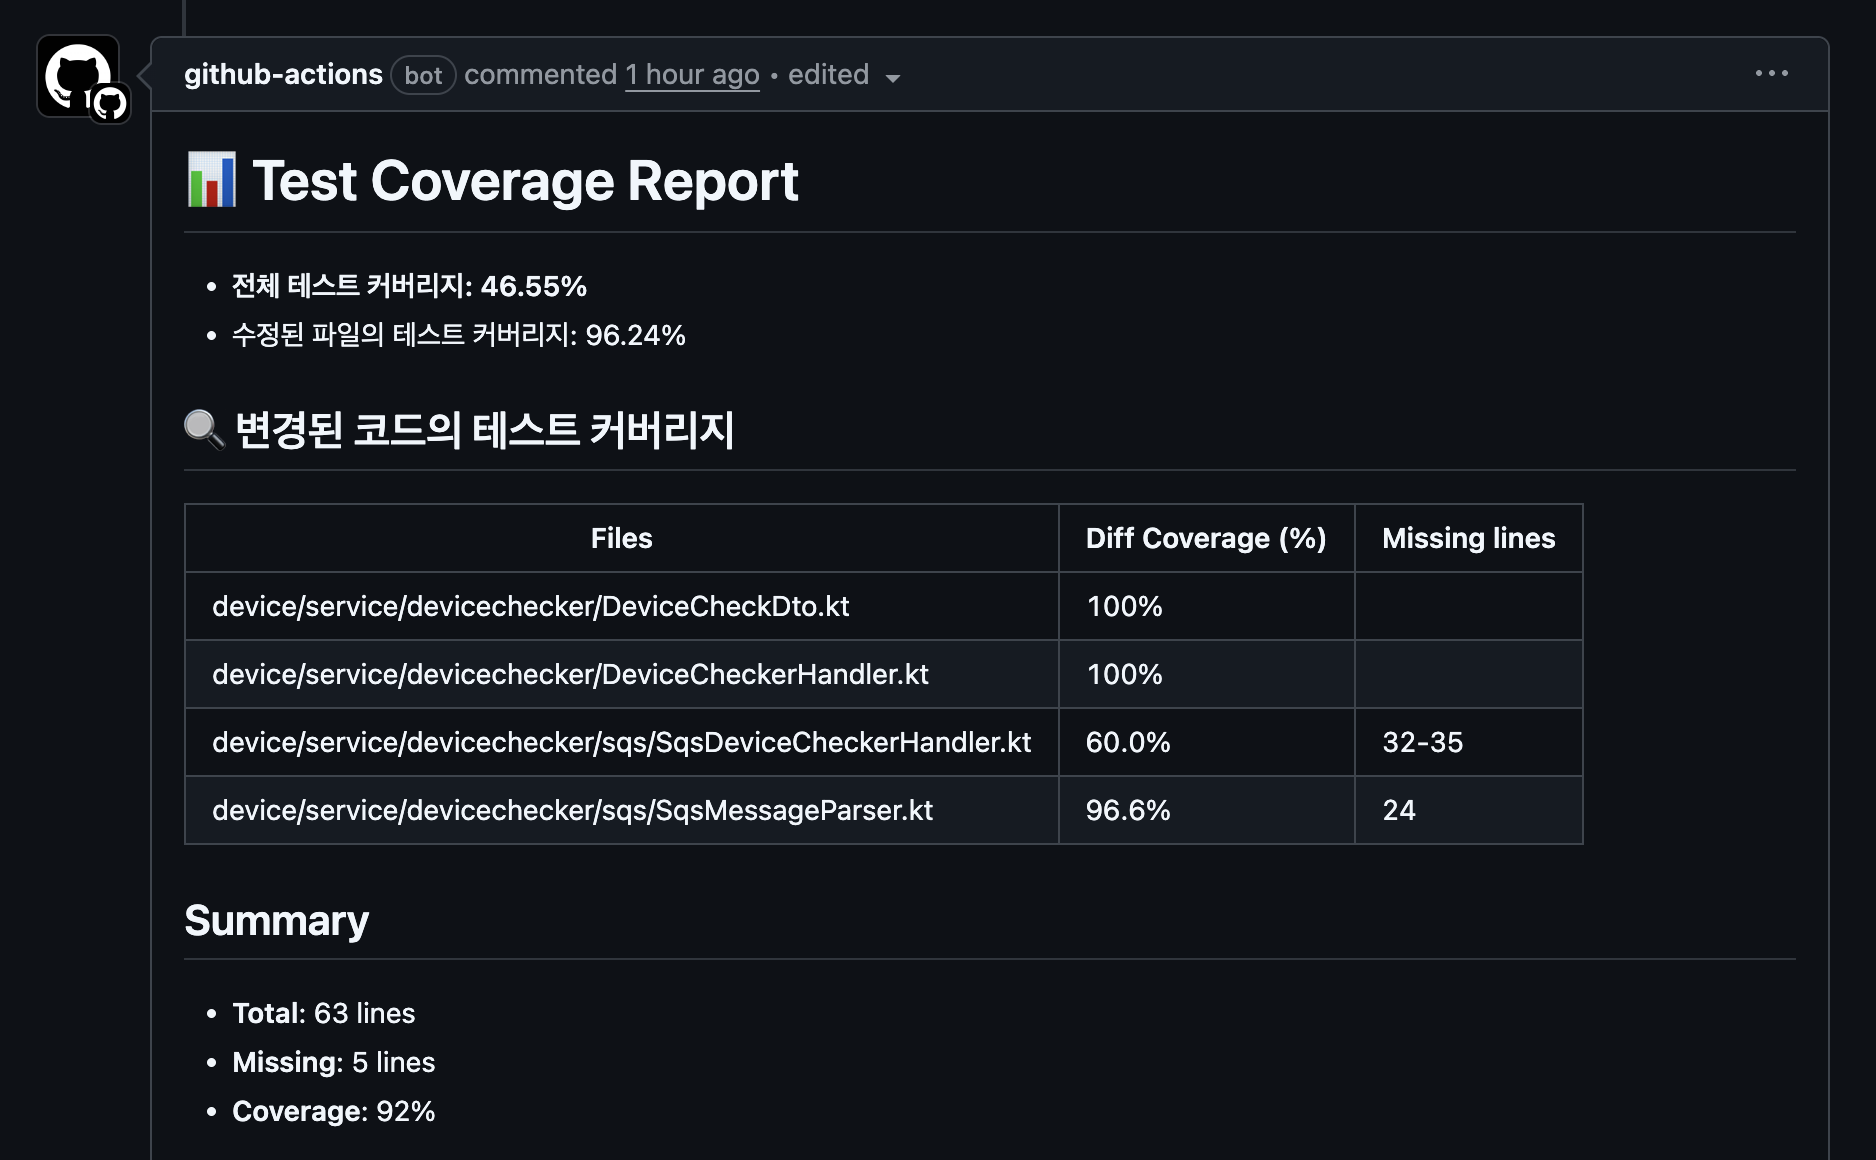 github-actions bot commented 1 hour ago • edited
📊 Test Coverage Report
• 전체 테스트 커버리지: 46.55%
• 수정된 파일의 테스트 커버리지: 96.24%
🔍 변경된 코드의 테스트 커버리지
Files Diff Coverage (%) Missing lines
device/service/devicechecker/DeviceCheckDto.kt 100%
device/service/devicechecker/DeviceCheckerHandler.kt 100%
device/service/devicechecker/sqs/SqsDeviceCheckerHandler.kt 60.0% 32-35
device/service/devicechecker/sqs/SqsMessageParser.kt 96.6% 24
Summary
• Total: 63 lines
• Missing: 5 lines
• Coverage: 92%